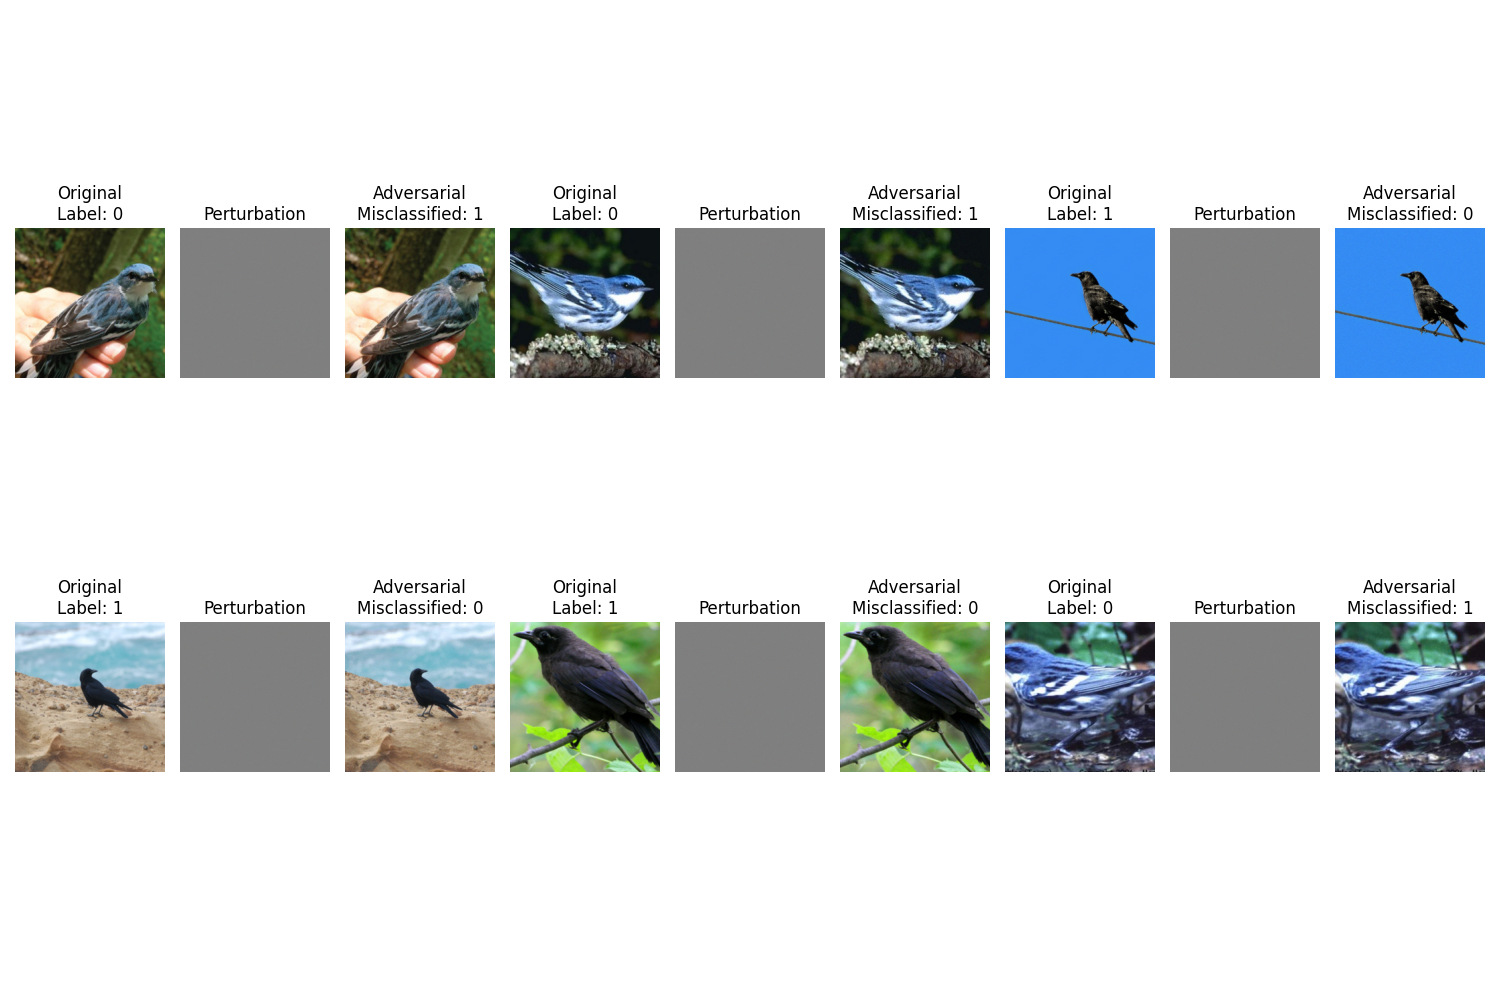 Original
Label: 0
Perturbation
Adversarial
Misclassified: 1
Original
Label: 0
Perturbation
Adversarial
Misclassified: 1
Original
Label: 1
Perturbation
Adversarial
Misclassified: 0
Original
Label: 1
Perturbation
Adversarial
Misclassified: 0
Original
Label: 1
Perturbation
Adversarial
Misclassified: 0
Original
Label: 0
Perturbation
Adversarial
Misclassified: 1